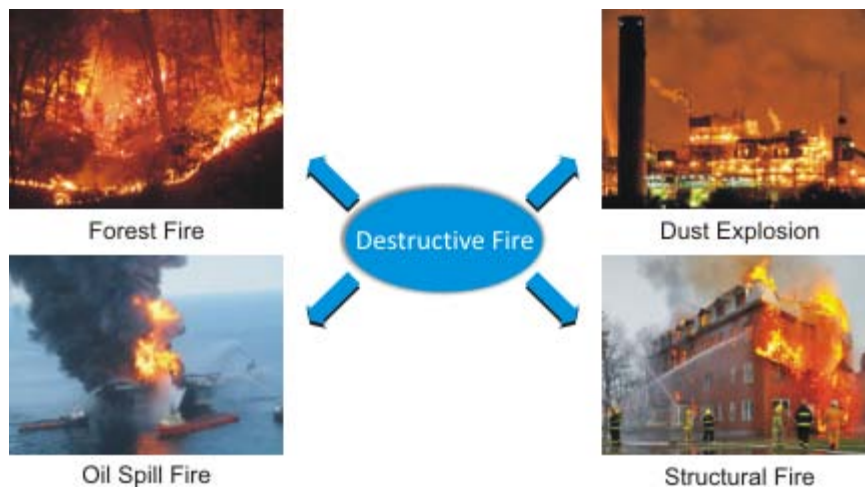 Forest Fire
Dust Explosion
Destructive Fire
Oil Spill Fire
Structural Fire